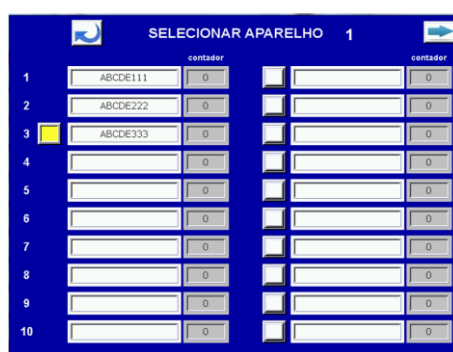 SELECIONAR APARELHO 1
contador contador
1 ABCDE111 0 0
2 ABCDE222 0 0
3 ABCDE333 0 0
4 0 0
5 0 0
6 0 0
7 0 0
8 0 0
9 0 0
10 0 0